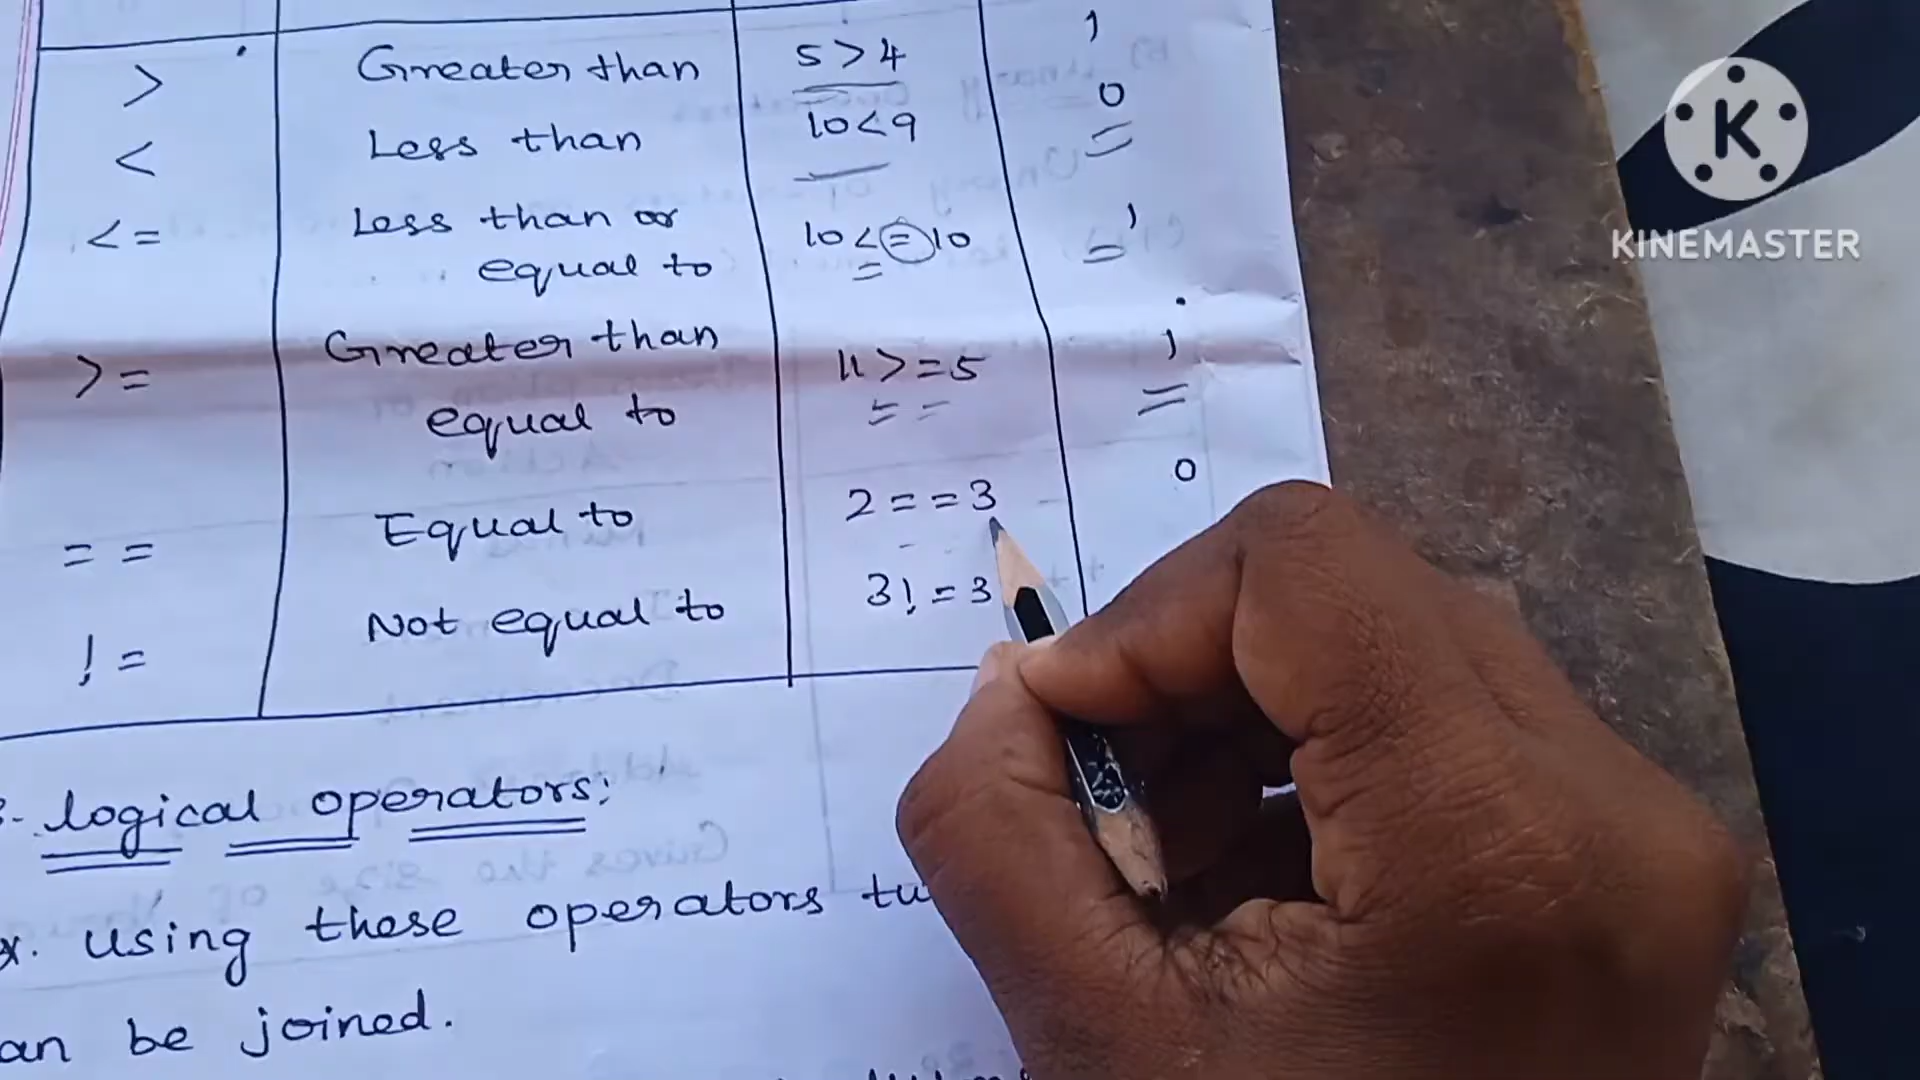 > Greater than 5>4 1
< Less than 10<9 0
<= Less than or 10<=10 1
equal to
>= Greater than 11>=5 1
equal to
== Equal to 2==3 0
!= Not equal to 3!=3
logical operators:
using these operators
an be joined.
K
KINEMASTER